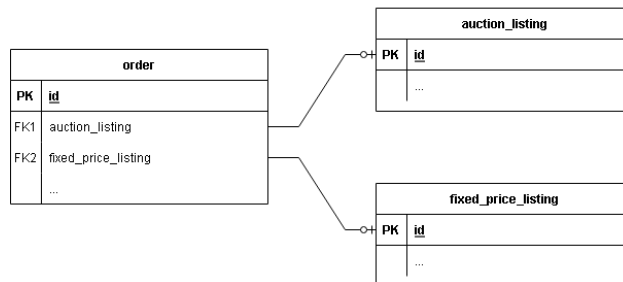 order
PK id
FK1 auction_listing
FK2 fixed_price_listing
...
auction_listing
PK id
...
fixed_price_listing
PK id
...